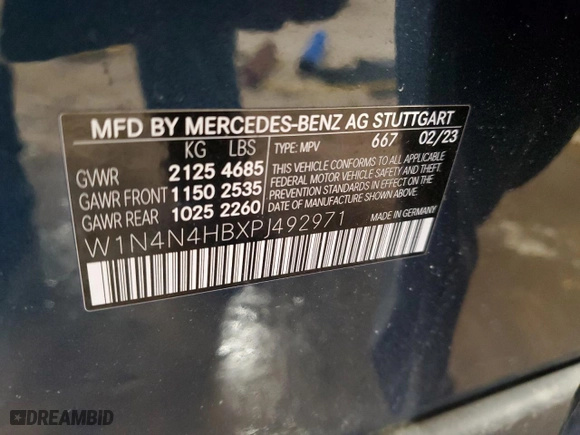 MFD BY MERCEDES-BENZ AG STUTTGART
KG LBS
TYPE: MPV 667 02/23
GVWR 2125 4685
GAWR FRONT 1150 2535
GAWR REAR 1025 2260
THIS VEHICLE CONFORMS TO ALL APPLICABLE
FEDERAL MOTOR VEHICLE SAFETY AND THEFT
PREVENTION STANDARDS IN EFFECT ON THE
DATE OF MANUFACTURE SHOWN ABOVE.
W1N4N4HBXPJ492971
MADE IN GERMANY
DREAMBID